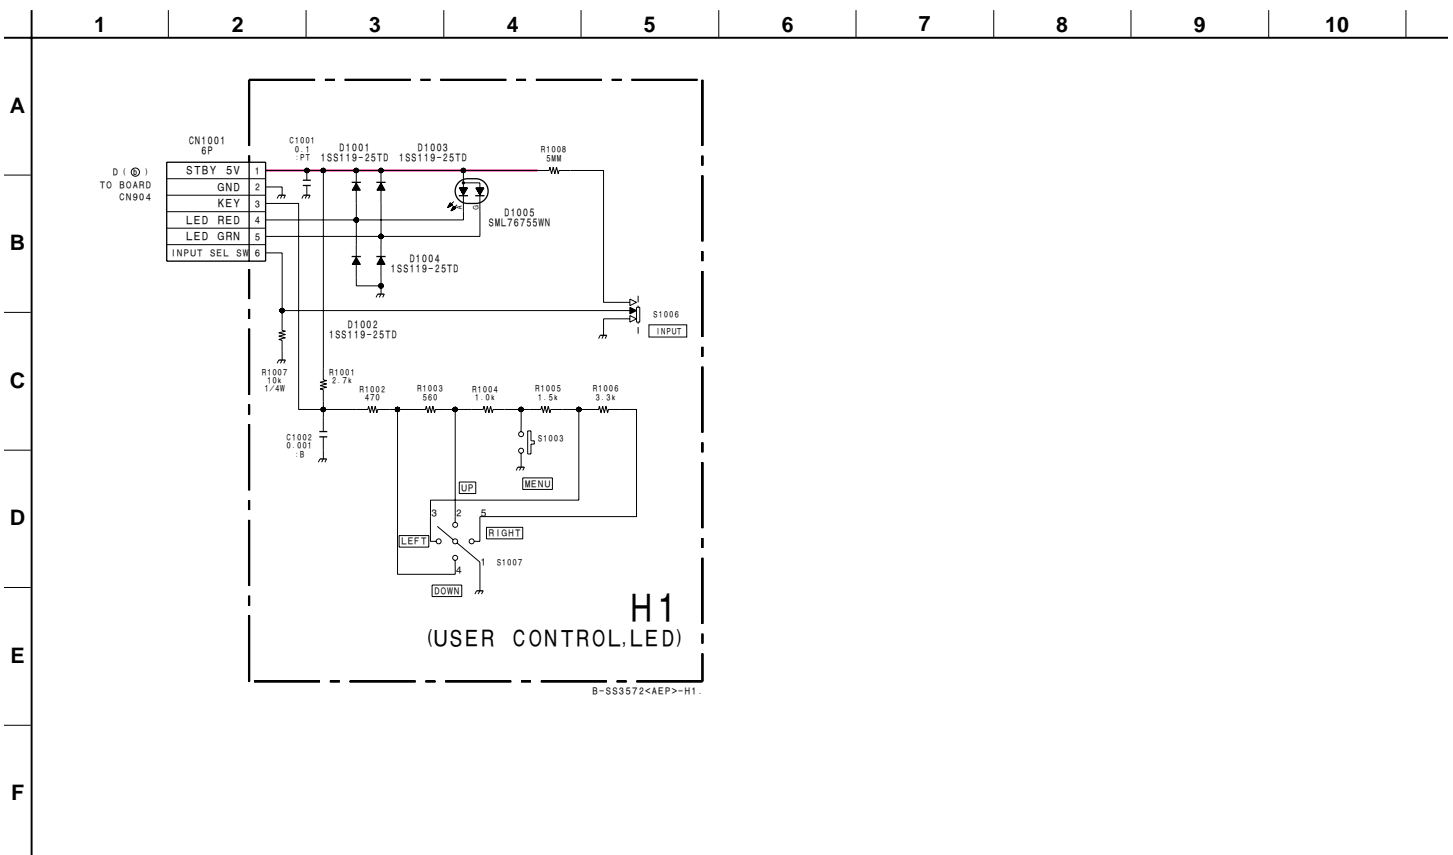 1 2 3 4 5 6 7 8 9 10
A
CN1001
6P
C1001
0.1
:PT
D1001
1SS119-25TD
D1003
1SS119-25TD
R1008
5MM
D ( b )
TO BOARD
CN904
STBY 5V 1
GND 2
KEY 3
LED RED 4
LED GRN 5
INPUT SEL SW 6
B
R G
D1005
SML76755WN
D1004
1SS119-25TD
S1006
INPUT
D1002
1SS119-25TD
C
R1007
10k
1/4W
R1001
2.7k
R1002
470
R1003
560
R1004
1.0k
R1005
1.5k
R1006
3.3k
C1002
0.001
:B
S1003
MENU
D
UP
3 2 5
LEFT
RIGHT
4 1 S1007
DOWN
E
H1
(USER CONTROL,LED)
B-SS3572<AEP>-H1.
F